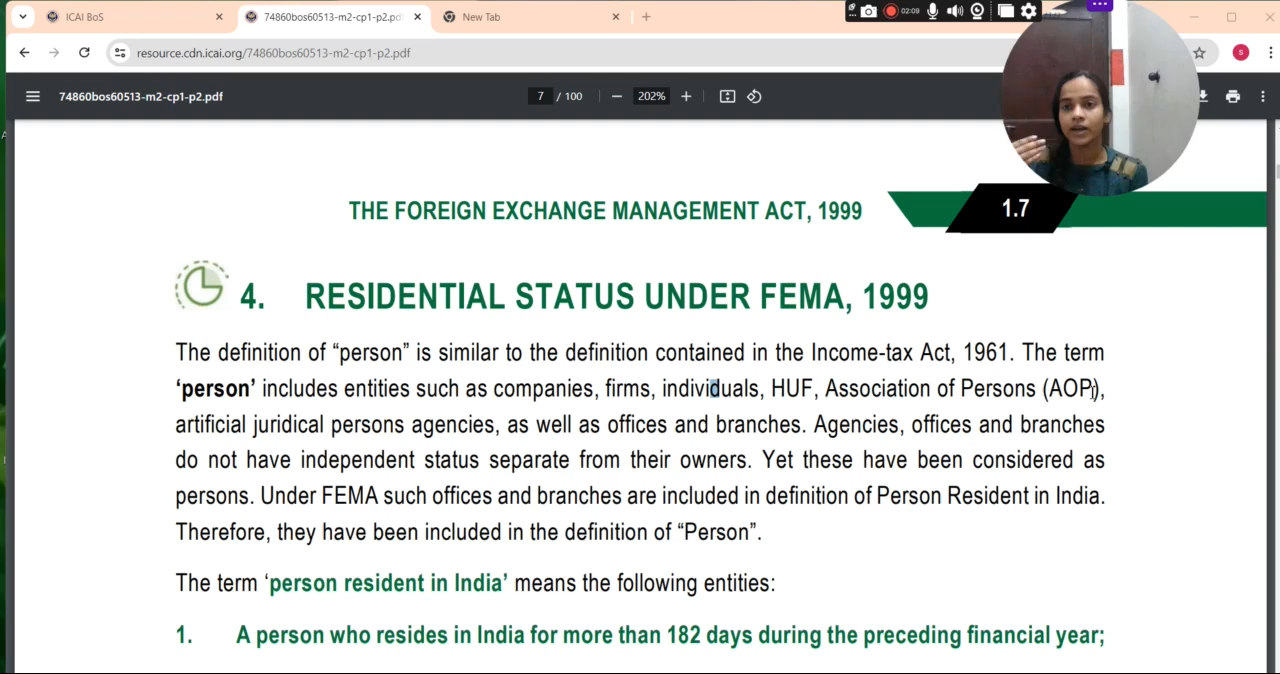 ICAI BoS
74860bos60513-m2-cp1-p2.pd
New Tab
02:09
resource.cdn.icai.org/74860bos60513-m2-cp1-p2.pdf
S
74860bos60513-m2-cp1-p2.pdf
7 / 100
202%
THE FOREIGN EXCHANGE MANAGEMENT ACT, 1999
1.7
4. RESIDENTIAL STATUS UNDER FEMA, 1999
The definition of “person” is similar to the definition contained in the Income-tax Act, 1961. The term
‘person’ includes entities such as companies, firms, individuals, HUF, Association of Persons (AOP),
artificial juridical persons agencies, as well as offices and branches. Agencies, offices and branches
do not have independent status separate from their owners. Yet these have been considered as
persons. Under FEMA such offices and branches are included in definition of Person Resident in India.
Therefore, they have been included in the definition of “Person”.
The term ‘person resident in India’ means the following entities:
1. A person who resides in India for more than 182 days during the preceding financial year;